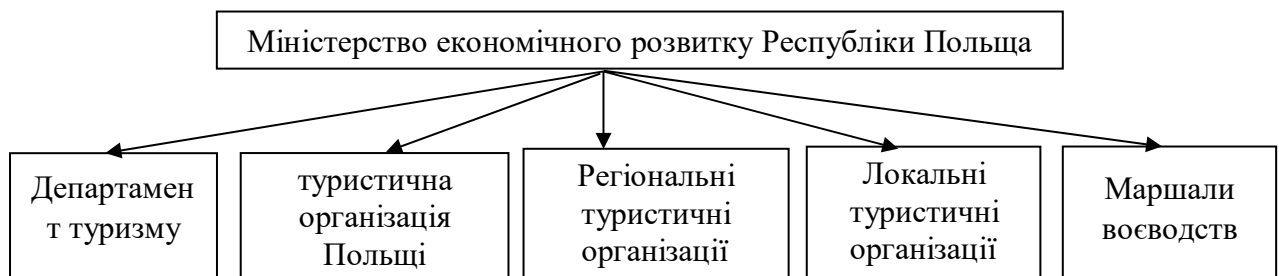 Міністерство економічного розвитку Республіки Польща
Департамен
т туризму
туристична
організація
Польщі
Регіональні
туристичні
організації
Локальні
туристичні
організації
Маршали
воєводств